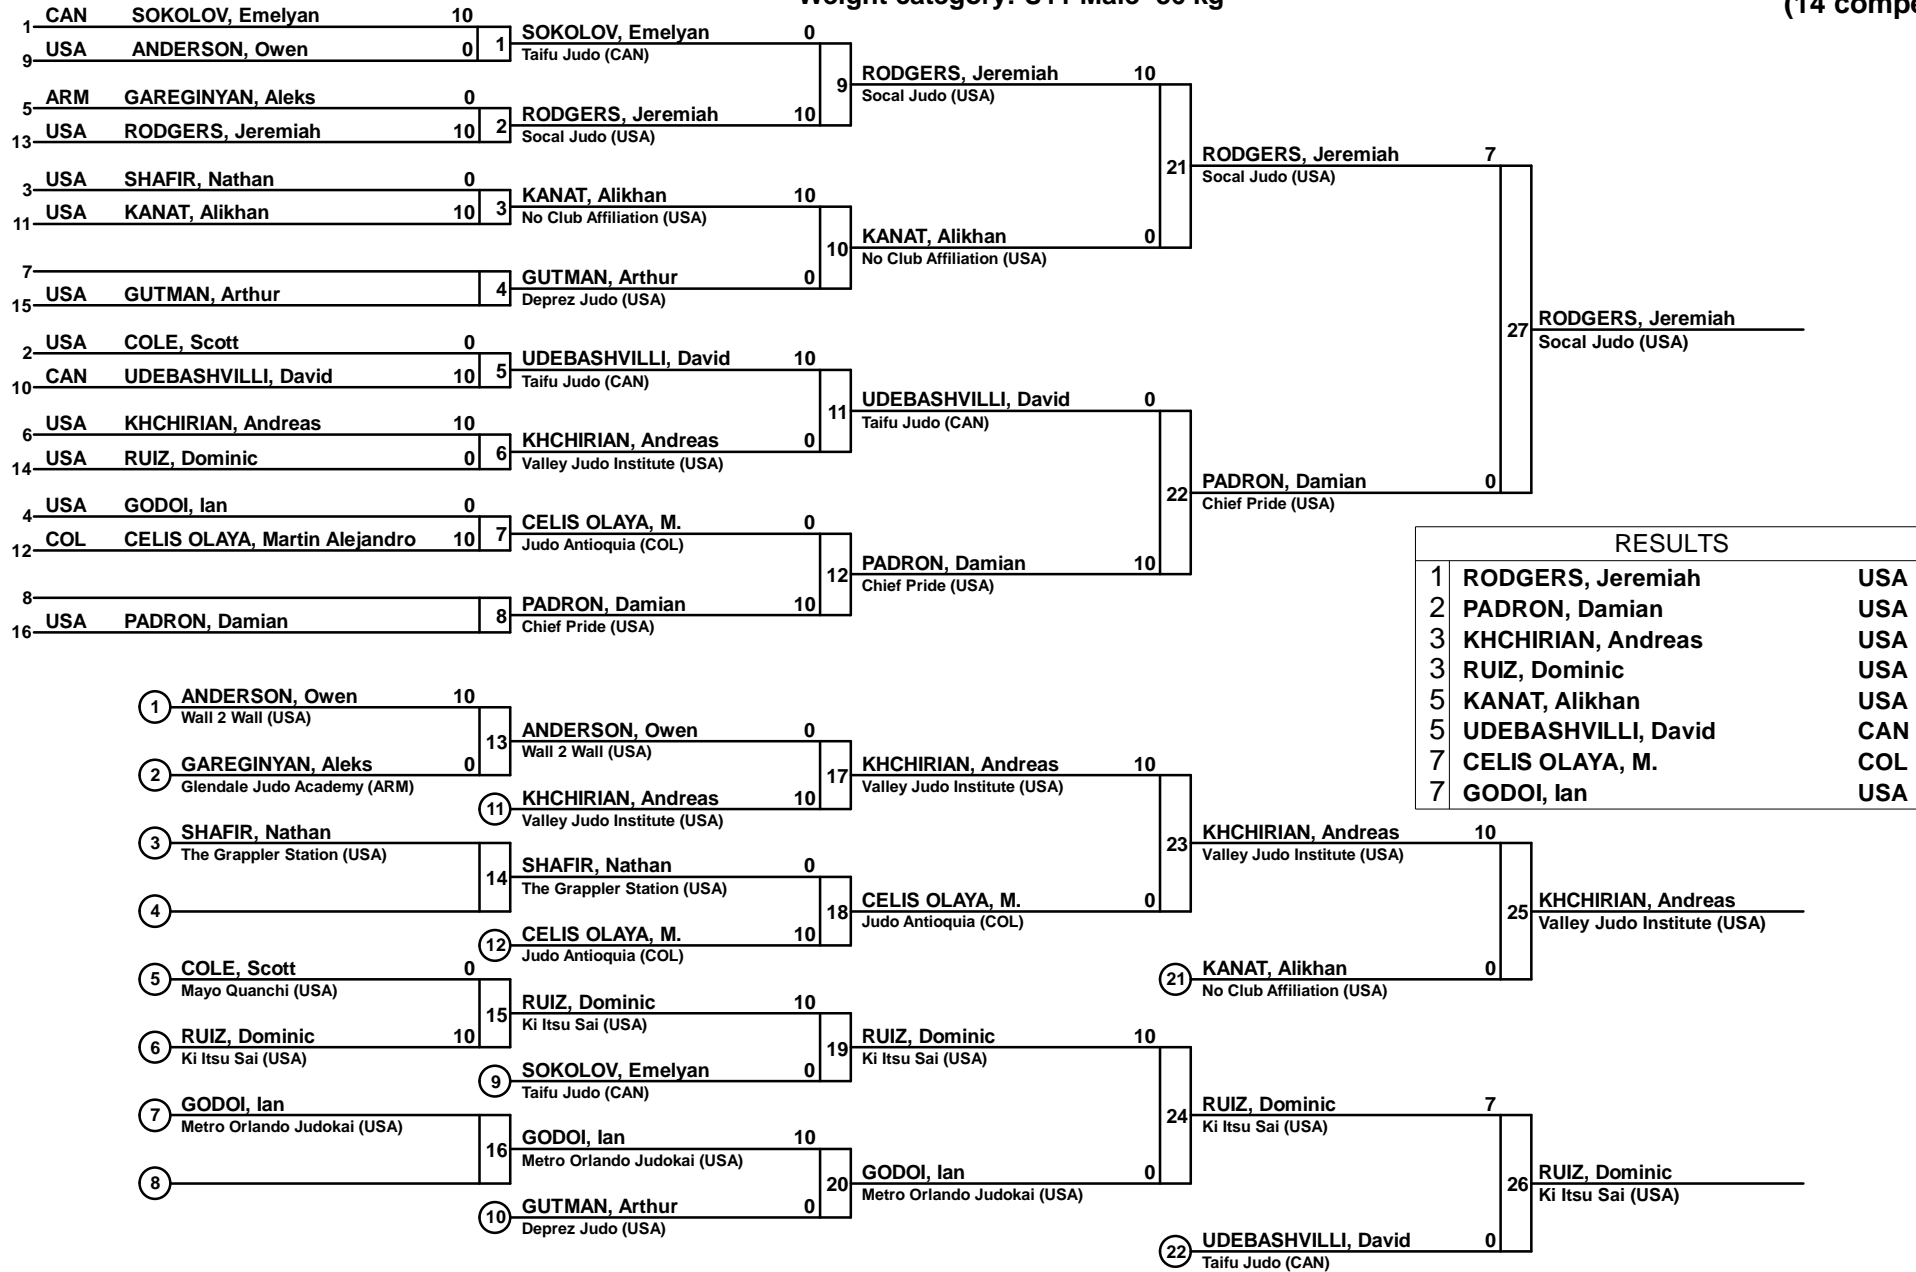 Weight category: U11 Male -30 kg
(14 compe
1 CAN SOKOLOV, Emelyan 10
9 USA ANDERSON, Owen 0
1
SOKOLOV, Emelyan 0
Taifu Judo (CAN)
5 ARM GAREGINYAN, Aleks 0
13 USA RODGERS, Jeremiah 10
2
RODGERS, Jeremiah 10
Socal Judo (USA)
9
RODGERS, Jeremiah 10
Socal Judo (USA)
3 USA SHAFIR, Nathan 0
11 USA KANAT, Alikhan 10
3
KANAT, Alikhan 10
No Club Affiliation (USA)
7
15 USA GUTMAN, Arthur
4
GUTMAN, Arthur 0
Deprez Judo (USA)
10
KANAT, Alikhan 0
No Club Affiliation (USA)
21
RODGERS, Jeremiah 7
Socal Judo (USA)
2 USA COLE, Scott 0
10 CAN UDEBASHVILLI, David 10
5
UDEBASHVILLI, David 10
Taifu Judo (CAN)
6 USA KHCHIRIAN, Andreas 10
14 USA RUIZ, Dominic 0
6
KHCHIRIAN, Andreas 0
Valley Judo Institute (USA)
11
UDEBASHVILLI, David 0
Taifu Judo (CAN)
4 USA GODOI, Ian 0
12 COL CELIS OLAYA, Martin Alejandro 10
7
CELIS OLAYA, M. 0
Judo Antioquia (COL)
8
16 USA PADRON, Damian
8
PADRON, Damian 10
Chief Pride (USA)
12
PADRON, Damian 10
Chief Pride (USA)
22
PADRON, Damian 0
Chief Pride (USA)
27
RODGERS, Jeremiah
Socal Judo (USA)
RESULTS
1 RODGERS, Jeremiah USA
2 PADRON, Damian USA
3 KHCHIRIAN, Andreas USA
3 RUIZ, Dominic USA
5 KANAT, Alikhan USA
5 UDEBASHVILLI, David CAN
7 CELIS OLAYA, M. COL
7 GODOI, Ian USA
1 ANDERSON, Owen 10
Wall 2 Wall (USA)
2 GAREGINYAN, Aleks 0
Glendale Judo Academy (ARM)
13
ANDERSON, Owen 0
Wall 2 Wall (USA)
11 KHCHIRIAN, Andreas 10
Valley Judo Institute (USA)
17
KHCHIRIAN, Andreas 10
Valley Judo Institute (USA)
3 SHAFIR, Nathan
The Grappler Station (USA)
4
14
SHAFIR, Nathan 0
The Grappler Station (USA)
12 CELIS OLAYA, M. 10
Judo Antioquia (COL)
18
CELIS OLAYA, M. 0
Judo Antioquia (COL)
23
KHCHIRIAN, Andreas 10
Valley Judo Institute (USA)
21 KANAT, Alikhan 0
No Club Affiliation (USA)
25
KHCHIRIAN, Andreas
Valley Judo Institute (USA)
5 COLE, Scott 0
Mayo Quanchi (USA)
6 RUIZ, Dominic 10
Ki Itsu Sai (USA)
15
RUIZ, Dominic 10
Ki Itsu Sai (USA)
9 SOKOLOV, Emelyan 0
Taifu Judo (CAN)
19
RUIZ, Dominic 10
Ki Itsu Sai (USA)
7 GODOI, Ian
Metro Orlando Judokai (USA)
8
16
GODOI, Ian 10
Metro Orlando Judokai (USA)
10 GUTMAN, Arthur 0
Deprez Judo (USA)
20
GODOI, Ian 0
Metro Orlando Judokai (USA)
24
RUIZ, Dominic 7
Ki Itsu Sai (USA)
22 UDEBASHVILLI, David 0
Taifu Judo (CAN)
26
RUIZ, Dominic
Ki Itsu Sai (USA)